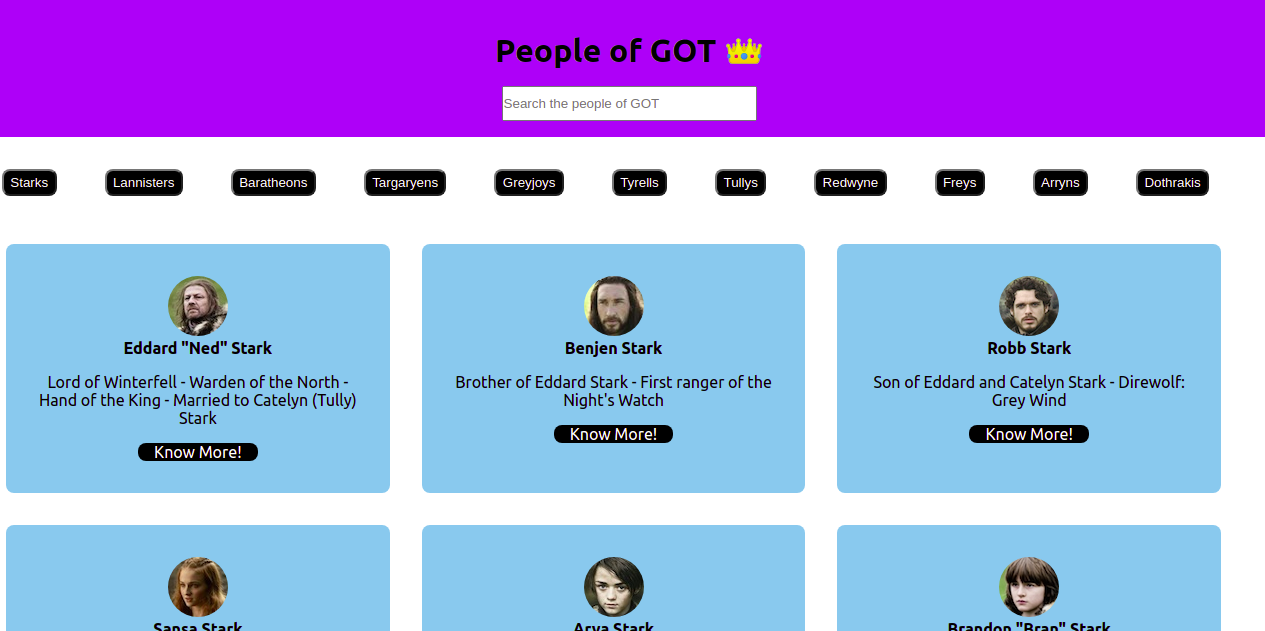 People of GOT 👑
Search the people of GOT
Starks Lannisters Baratheons Targaryens Greyjoys Tyrells Tullys Redwyne Freys Arryns Dothrakis
Eddard "Ned" Stark
Lord of Winterfell - Warden of the North -
Hand of the King - Married to Catelyn (Tully)
Stark
Know More!
Benjen Stark
Brother of Eddard Stark - First ranger of the
Night's Watch
Know More!
Robb Stark
Son of Eddard and Catelyn Stark - Direwolf:
Grey Wind
Know More!
Sansa Stark
Arya Stark
Brandon "Bran" Stark